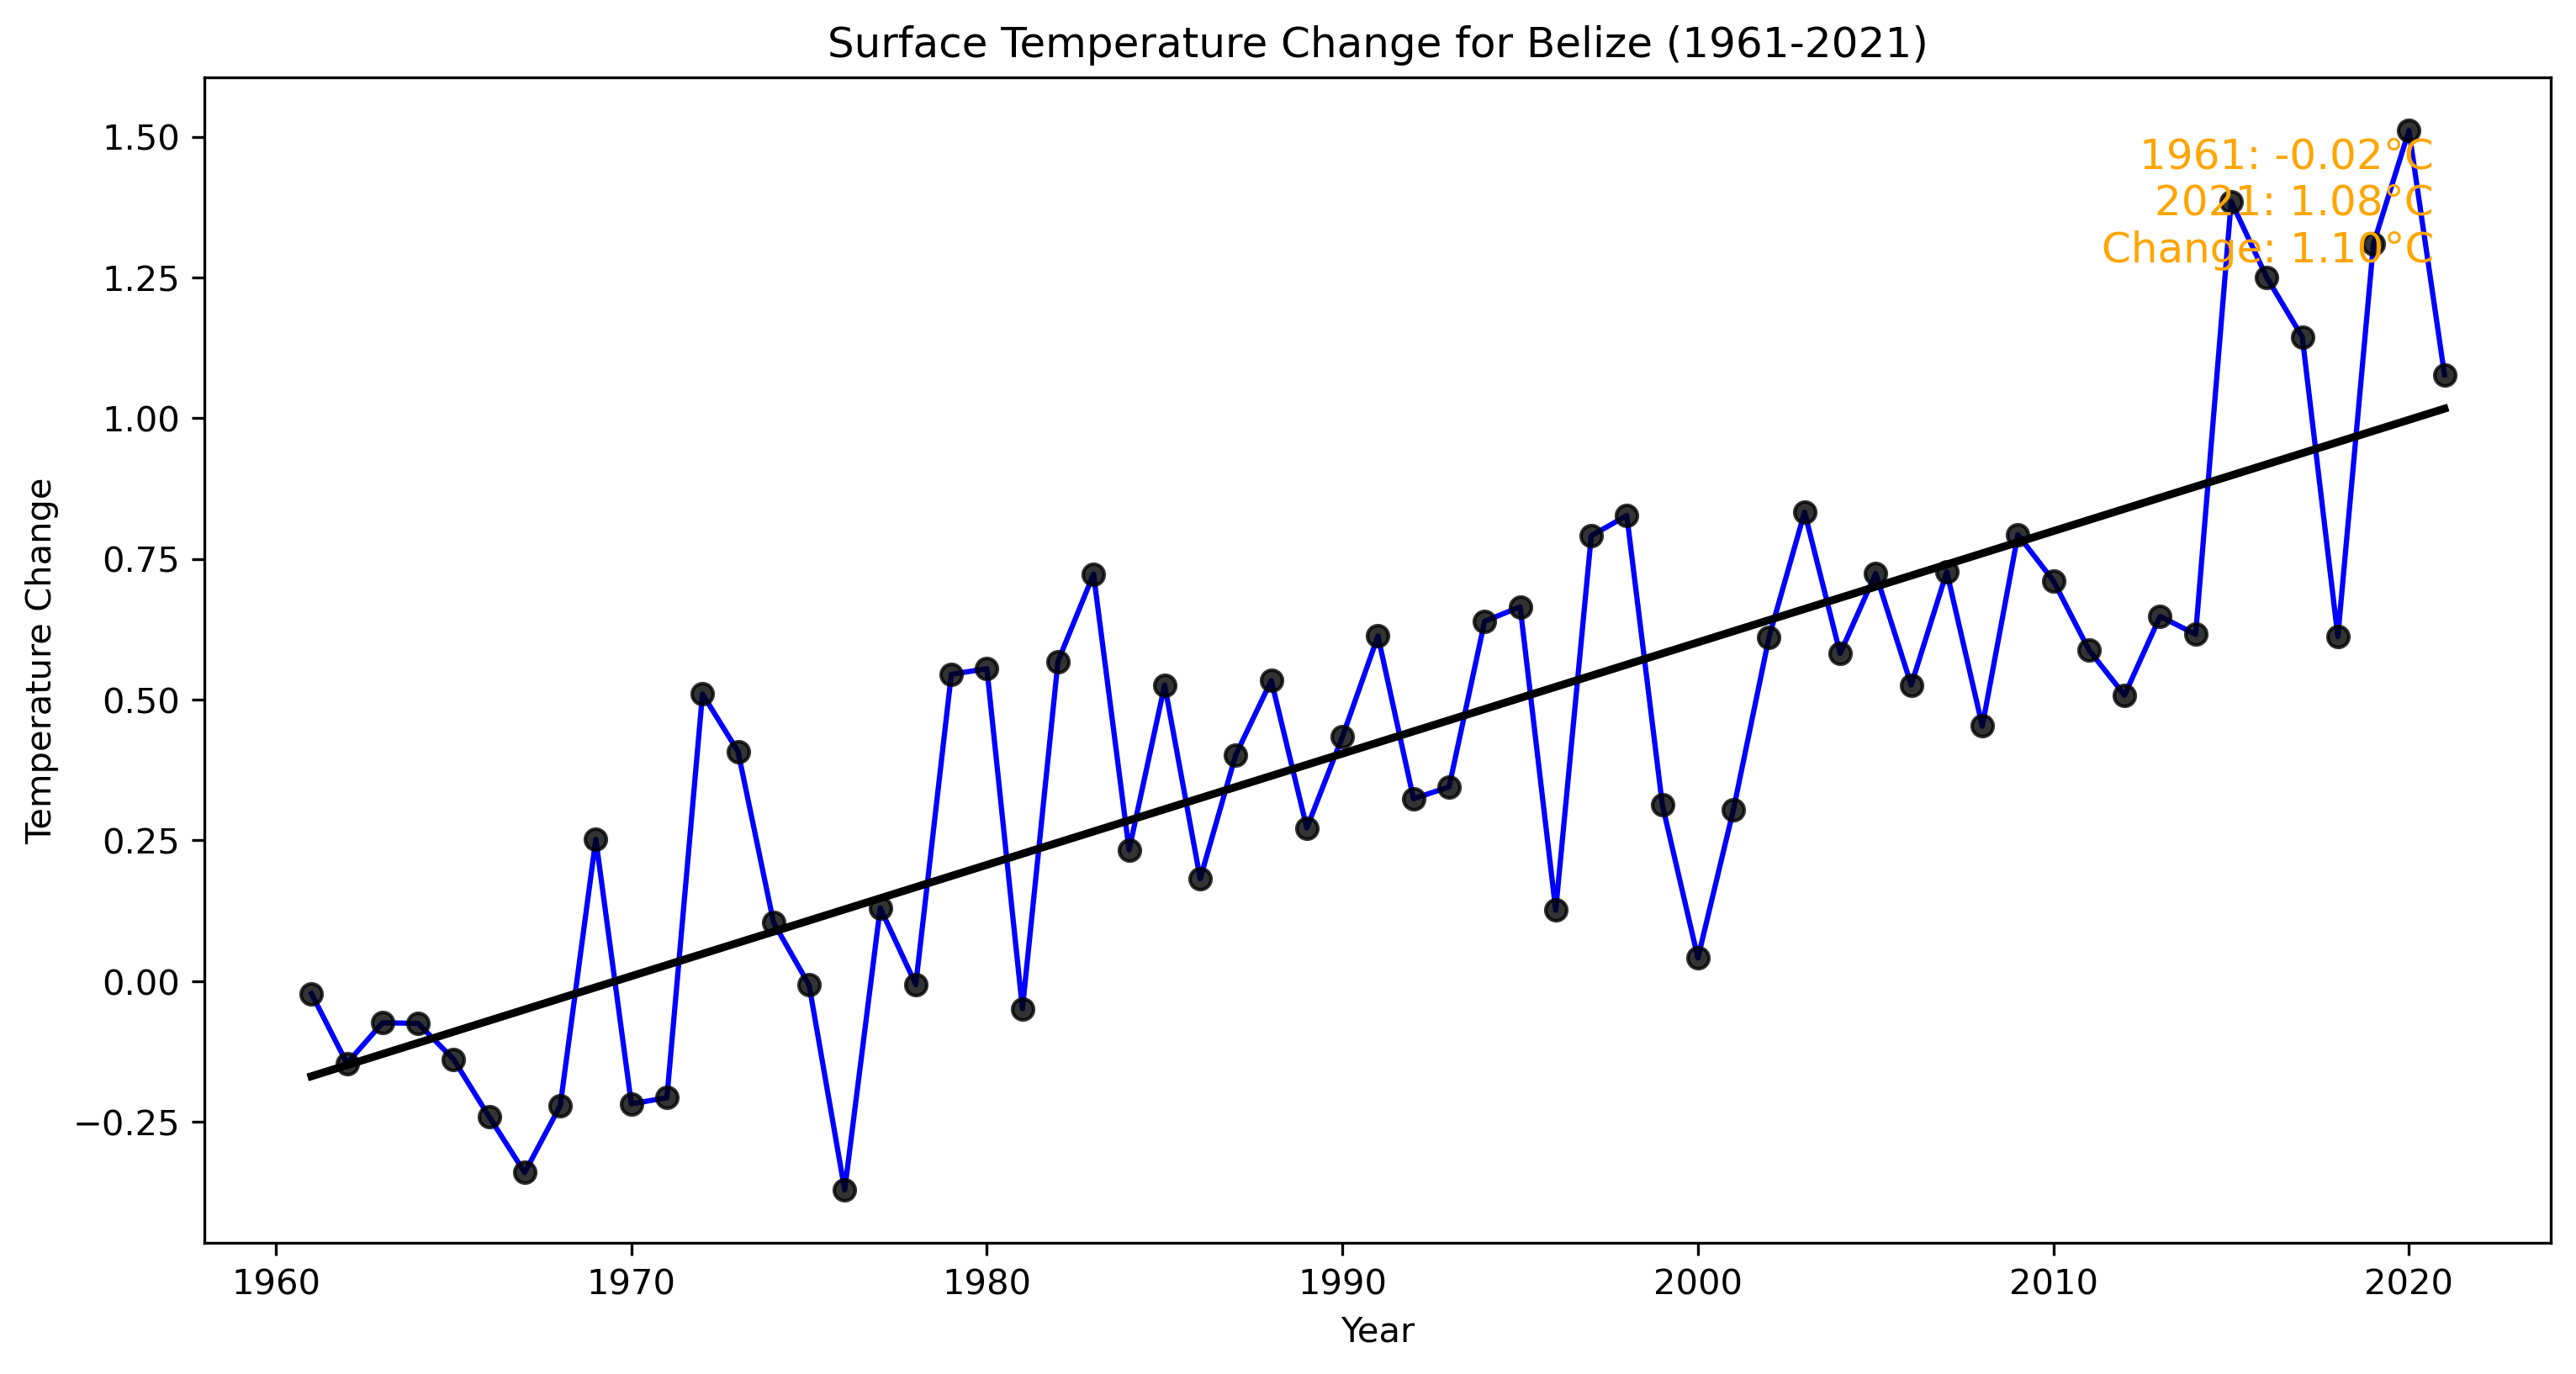 Surface Temperature Change for Belize (1961-2021)
1961: -0.02°C
2021: 1.08°C
Change: 1.10°C
Temperature Change
1.50
1.25
1.00
0.75
0.50
0.25
0.00
−0.25
1960 1970 1980 1990 2000 2010 2020
Year